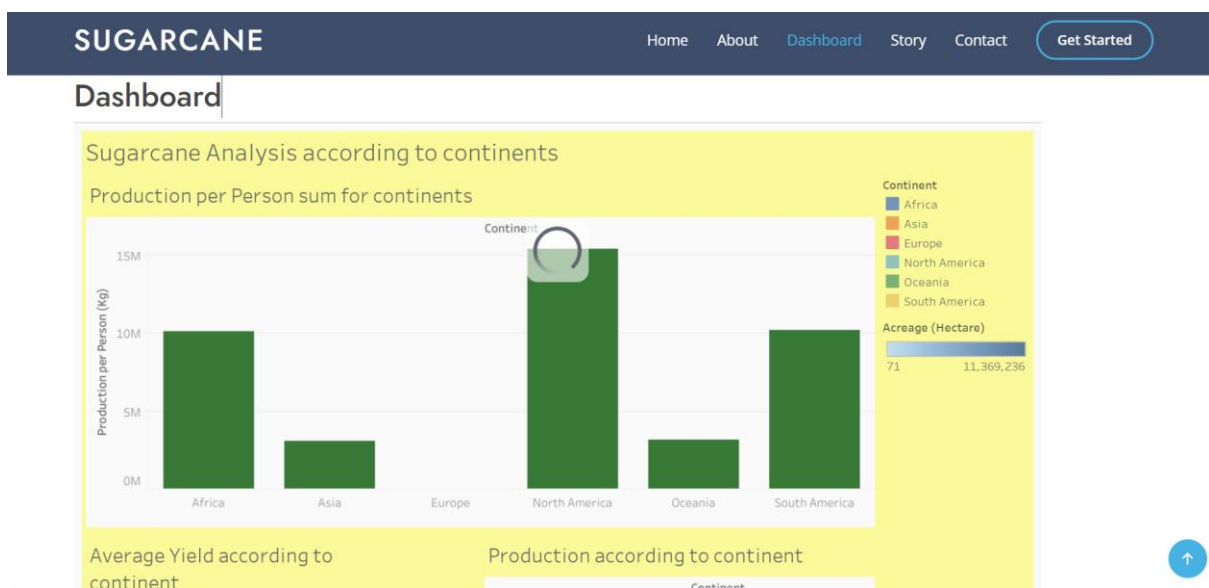 SUGARCANE
Home About Dashboard Story Contact Get Started
Dashboard
Sugarcane Analysis according to continents
Production per Person sum for continents
Continent
15M
10M
5M
0M
Production per Person (Kg)
Africa Asia Europe North America Oceania South America
Continent
Africa
Asia
Europe
North America
Oceania
South America
Acreage (Hectare)
71 11,369,236
Average Yield according to
continent
Production according to continent
Continent